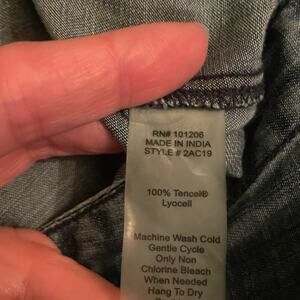 RN# 101206
MADE IN INDIA
STYLE # 2AC19
100% Tencel®
Lyocell
Machine Wash Cold
Gentle Cycle
Only Non
Chlorine Bleach
When Needed
Hang To Dry